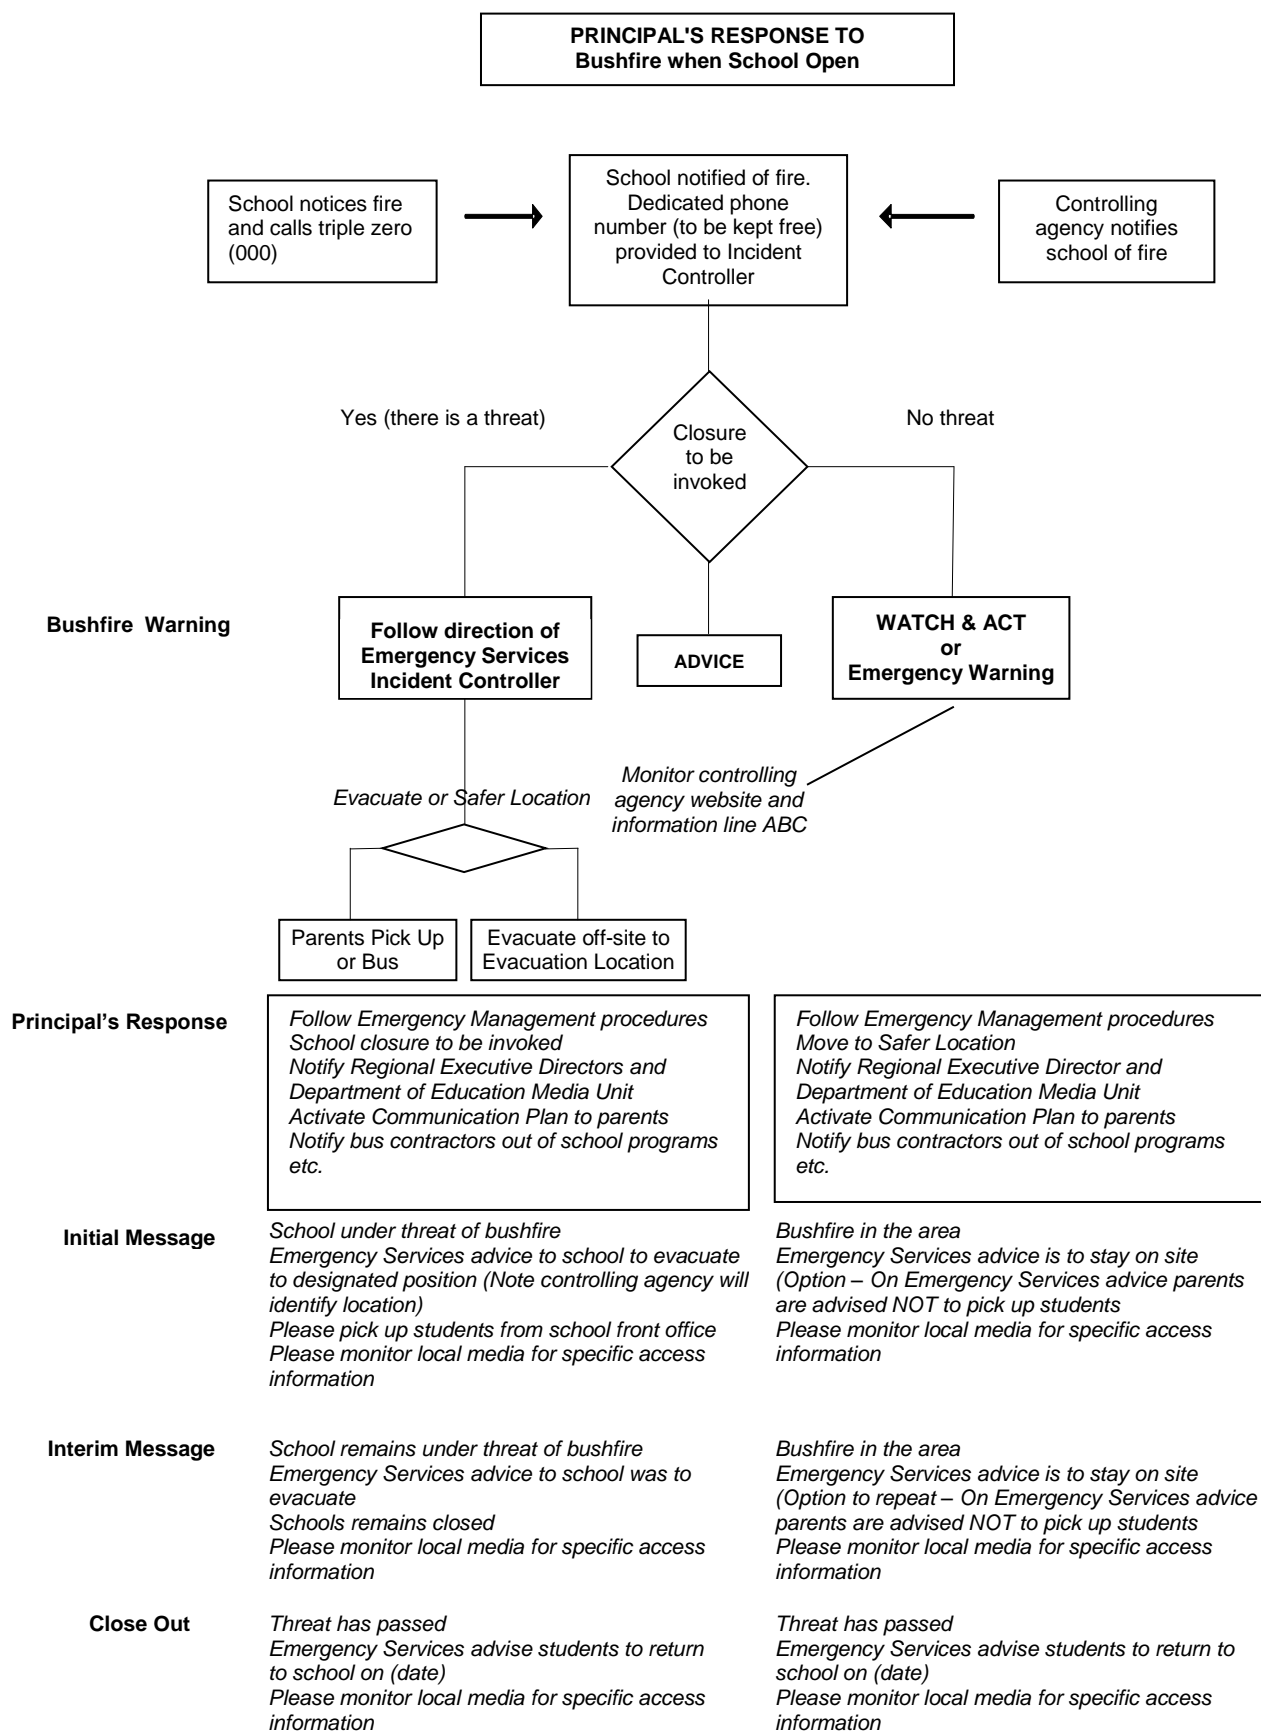 PRINCIPAL'S RESPONSE TO
Bushfire when School Open
School notices fire
and calls triple zero
(000)
School notified of fire.
Dedicated phone
number (to be kept free)
provided to Incident
Controller
Controlling
agency notifies
school of fire
Yes (there is a threat)
No threat
Closure
to be
invoked
Bushfire  Warning
Follow direction of
Emergency Services
Incident Controller
ADVICE
WATCH & ACT
or
Emergency Warning
Evacuate or Safer Location
Monitor controlling
agency website and
information line ABC
Parents Pick Up
or Bus
Evacuate off-site to
Evacuation Location
Principal's Response
Follow Emergency Management procedures
School closure to be invoked
Notify Regional Executive Directors and
Department of Education Media Unit
Activate Communication Plan to parents
Notify bus contractors out of school programs
etc.
Follow Emergency Management procedures
Move to Safer Location
Notify Regional Executive Director and
Department of Education Media Unit
Activate Communication Plan to parents
Notify bus contractors out of school programs
etc.
Initial Message
School under threat of bushfire
Emergency Services advice to school to evacuate
to designated position (Note controlling agency will
identify location)
Please pick up students from school front office
Please monitor local media for specific access
information
Bushfire in the area
Emergency Services advice is to stay on site
(Option – On Emergency Services advice parents
are advised NOT to pick up students
Please monitor local media for specific access
information
Interim Message
School remains under threat of bushfire
Emergency Services advice to school was to
evacuate
Schools remains closed
Please monitor local media for specific access
information
Bushfire in the area
Emergency Services advice is to stay on site
(Option to repeat – On Emergency Services advice
parents are advised NOT to pick up students
Please monitor local media for specific access
information
Close Out
Threat has passed
Emergency Services advise students to return
to school on (date)
Please monitor local media for specific access
information
Threat has passed
Emergency Services advise students to return to
school on (date)
Please monitor local media for specific access
information